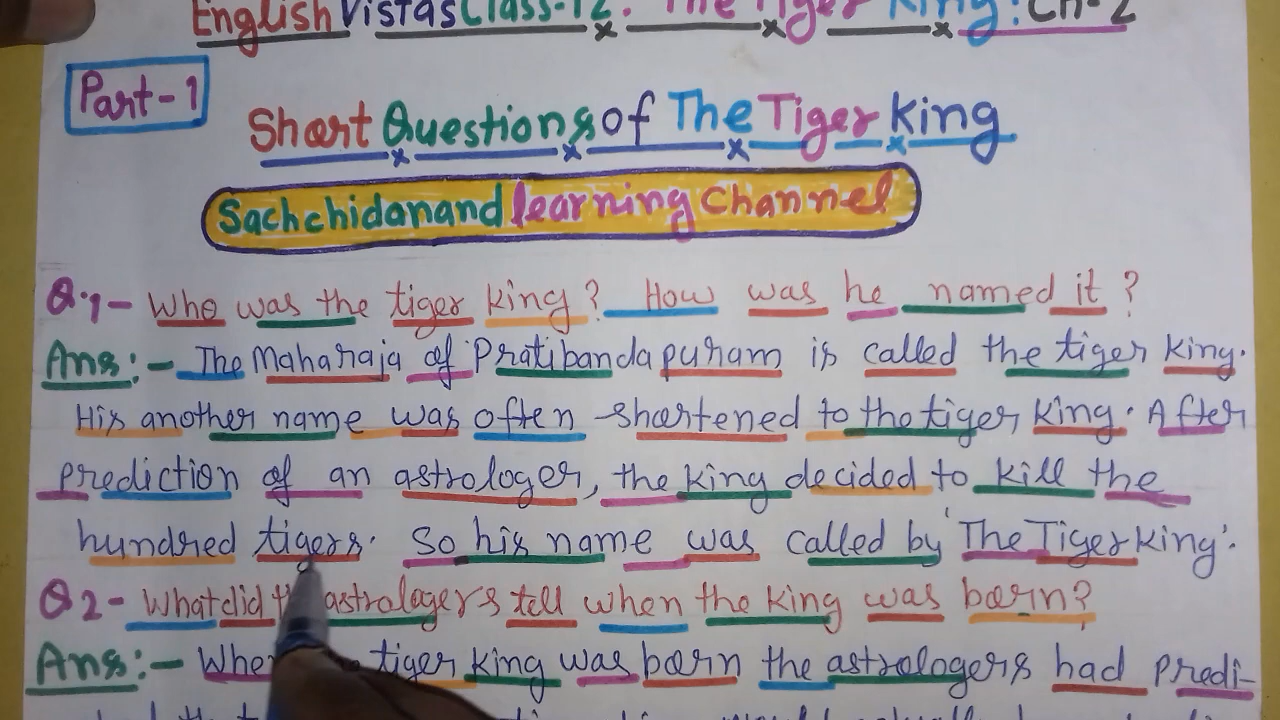 English Vistas Class-12: The Tiger King: Ch-2
Part-1
Short Questions of The Tiger King
Sachchidanand learning Channel
Q.1- Who was the tiger king? How was he named it?
Ans:- The Maharaja of Pratibandapuram is called the tiger king.
His another name was often shortened to the tiger king. After
prediction of an astrologer, the king decided to kill the
hundred tigers. So his name was called by 'The Tiger King'.
Q2- What did astrologers tell when the king was born?
Ans:- tiger king was born the astrologers had predi-